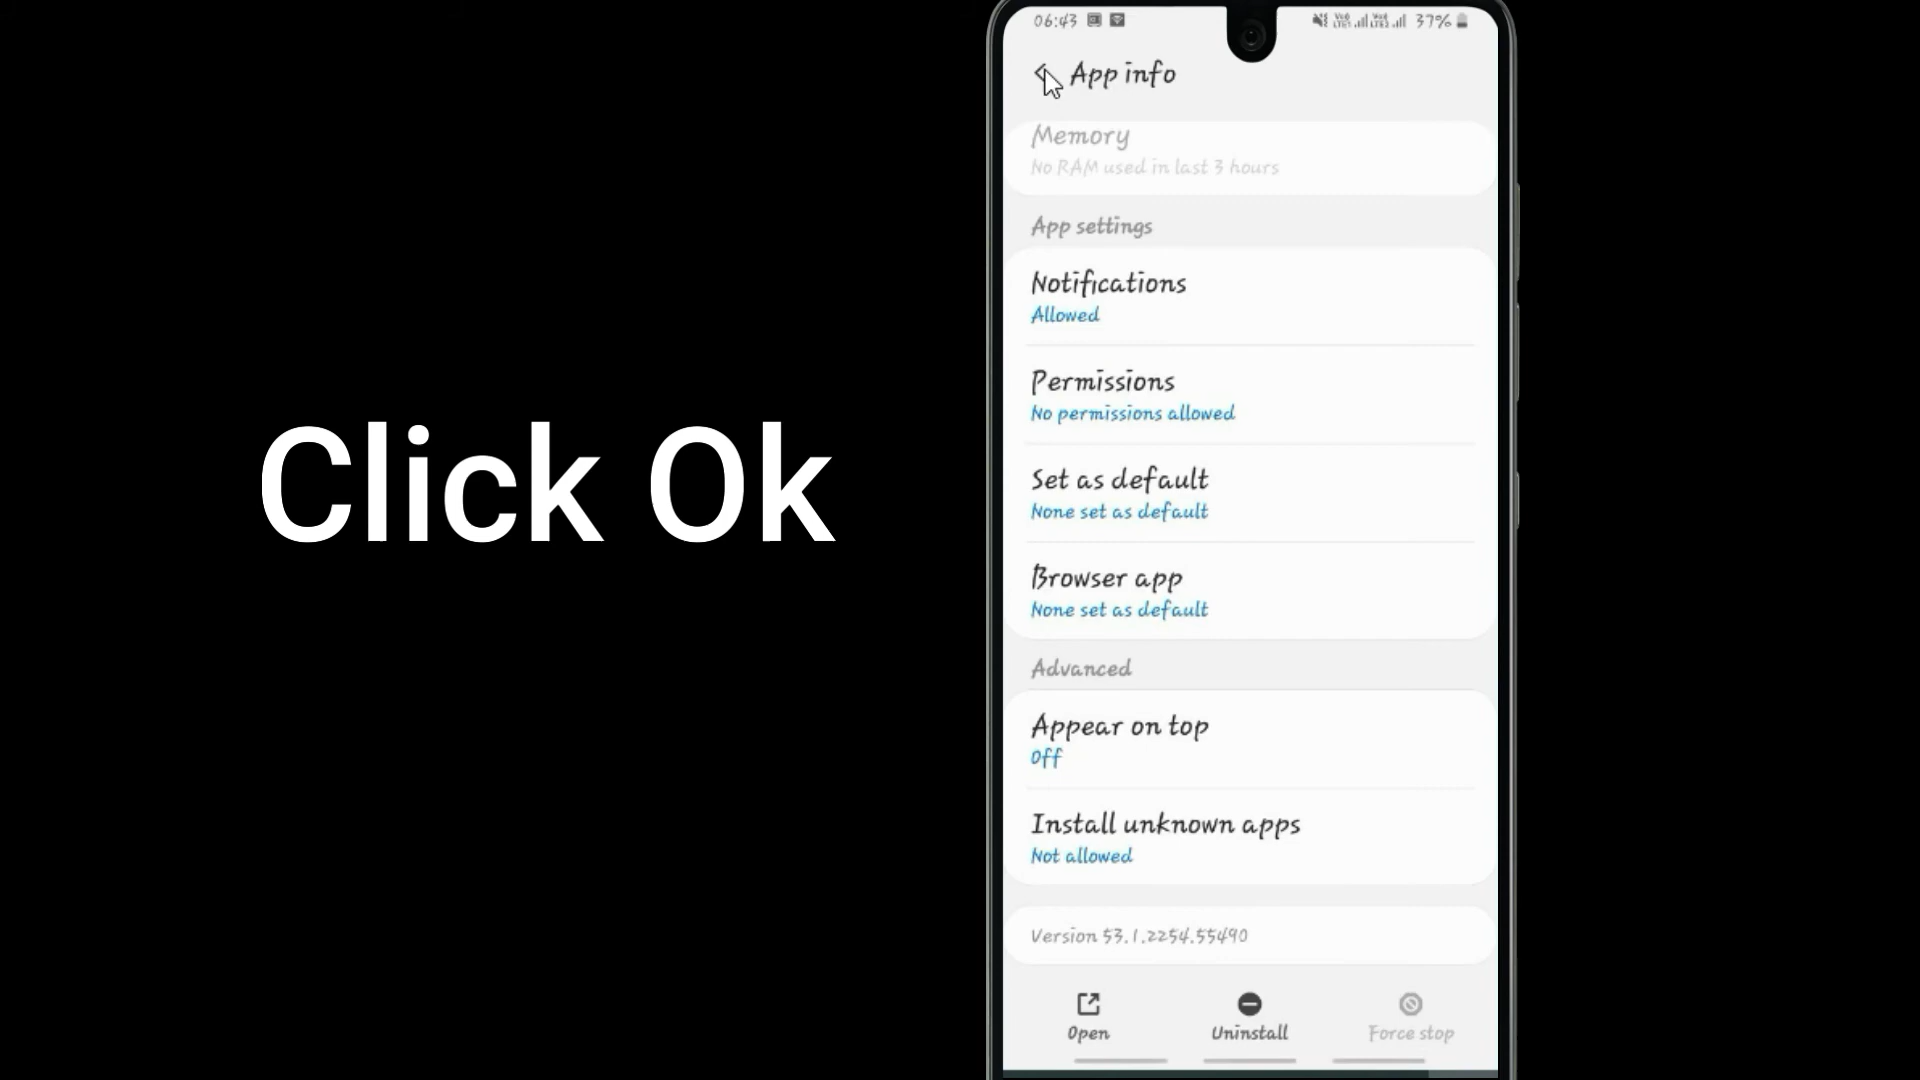 Click Ok
06:43
37%
App info
Memory
No RAM used in last 3 hours
App settings
Notifications
Allowed
Permissions
No permissions allowed
Set as default
None set as default
Browser app
None set as default
Advanced
Appear on top
Off
Install unknown apps
Not allowed
Version 53.1.2254.55490
Open
Uninstall
Force stop